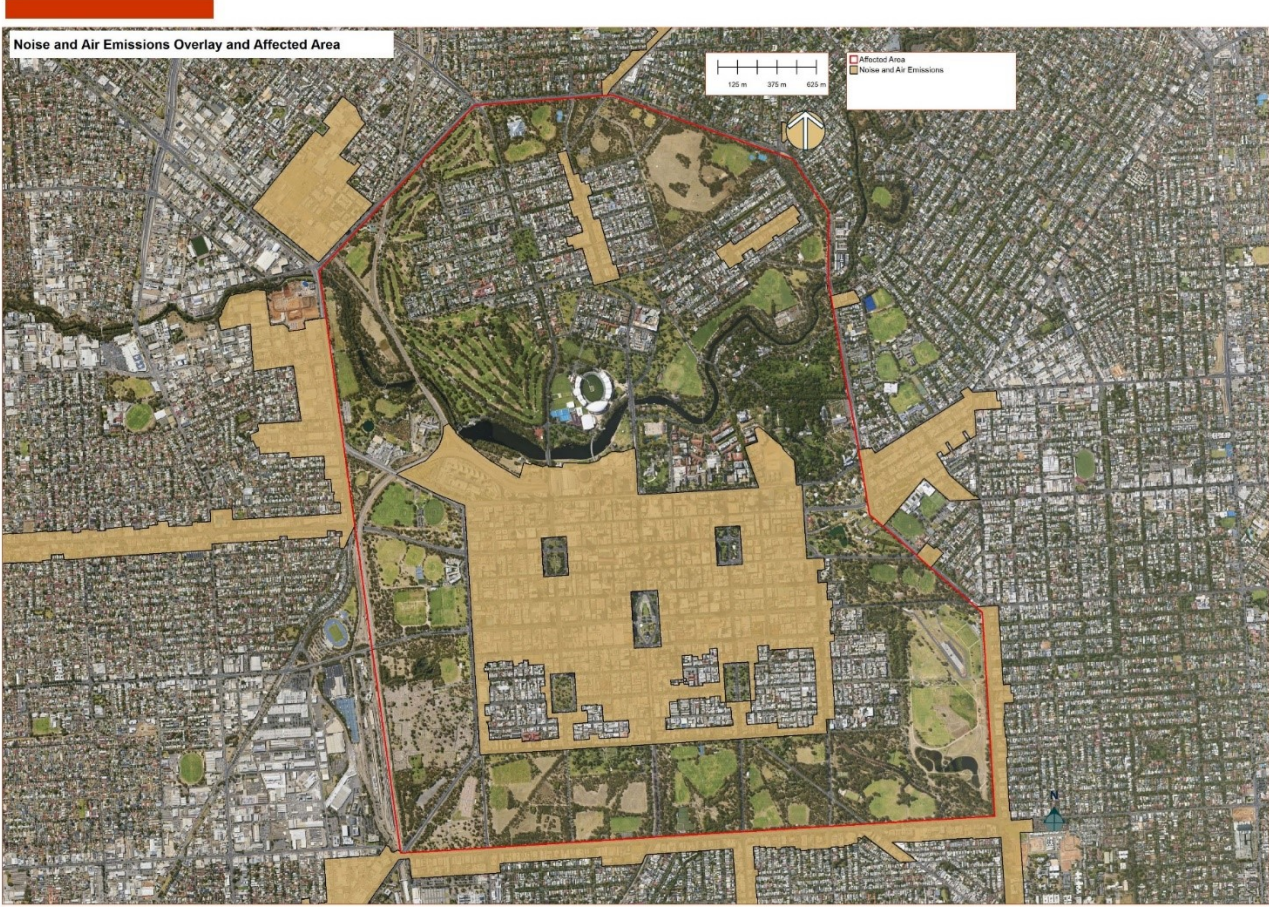 Noise and Air Emissions Overlay and Affected Area
125 m 375 m 625 m
Affected Area
Noise and Air Emissions
N